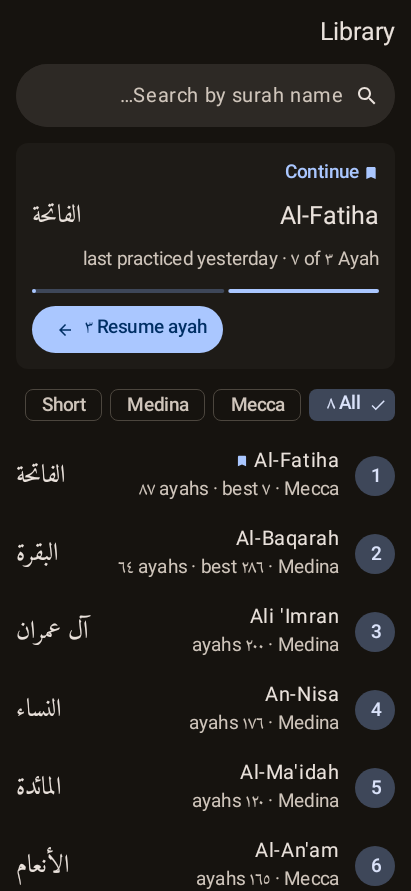 Library
Search by surah name…
Continue
Al-Fatiha
الفاتحة
Ayah ٣ of ٧ · last practiced yesterday
Resume ayah ٣
All ٨
Mecca
Medina
Short
1
Al-Fatiha
Mecca · ٧ ayahs · best ٨٧
الفاتحة
2
Al-Baqarah
Medina · ٢٨٦ ayahs · best ٦٤
البقرة
3
Ali 'Imran
Medina · ٢٠٠ ayahs
آل عمران
4
An-Nisa
Medina · ١٧٦ ayahs
النساء
5
Al-Ma'idah
Medina · ١٢٠ ayahs
المائدة
6
Al-An'am
Mecca · ١٦٥ ayahs
الأنعام